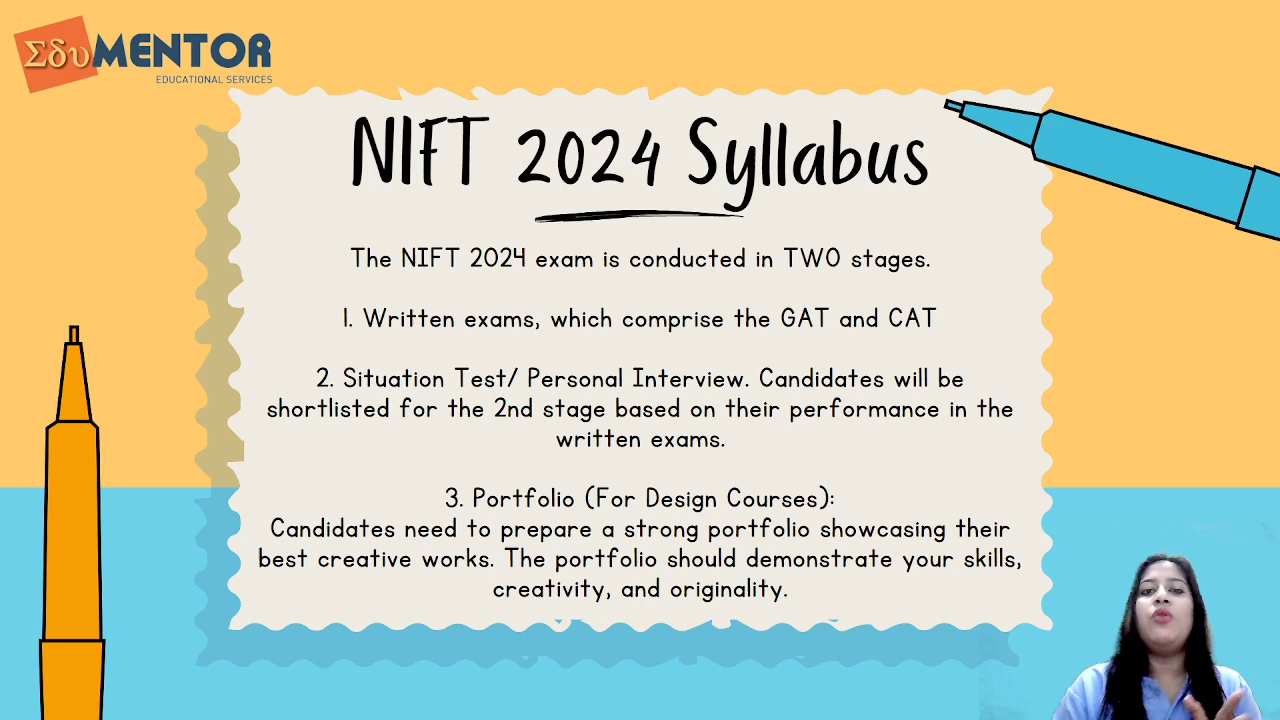 ΣδυMENTOR
EDUCATIONAL SERVICES
NIFT 2024 Syllabus
The NIFT 2024 exam is conducted in TWO stages.
1. Written exams, which comprise the GAT and CAT
2. Situation Test/ Personal Interview. Candidates will be
shortlisted for the 2nd stage based on their performance in the
written exams.
3. Portfolio (For Design Courses):
Candidates need to prepare a strong portfolio showcasing their
best creative works. The portfolio should demonstrate your skills,
creativity, and originality.